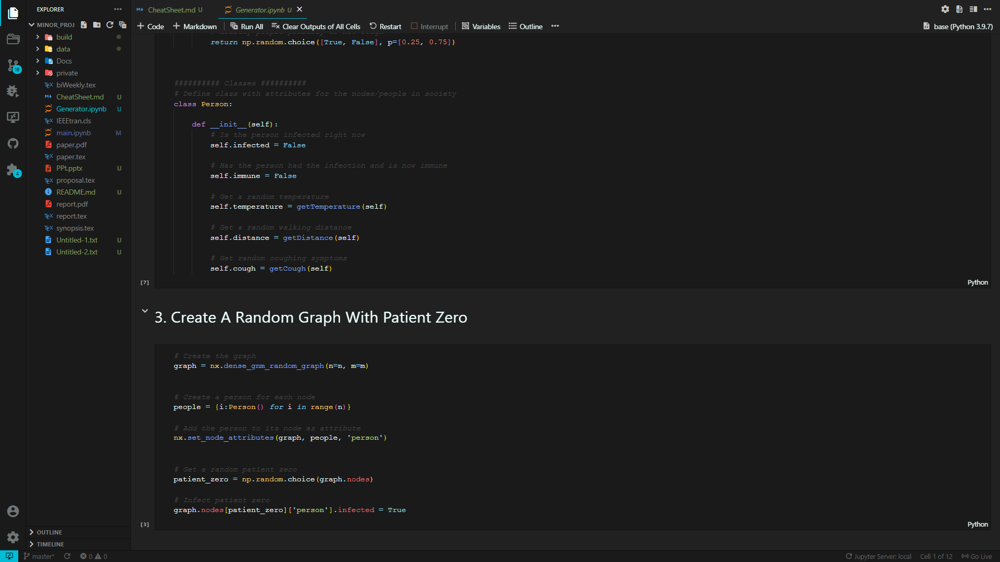 EXPLORER
MINOR_PROJ
build
data
Docs
private
biWeekly.tex
CheatSheet.md U
Generator.ipynb U
IEEEtran.cls
main.ipynb M
paper.pdf
paper.tex
PPt.pptx U
proposal.tex
README.md U
report.pdf
report.tex
synopsis.tex
Untitled-1.txt U
Untitled-2.txt U
OUTLINE
TIMELINE
18
4
CheatSheet.md U Generator.ipynb U
Code Markdown Run All Clear Outputs of All Cells Restart Interrupt Variables Outline base (Python 3.9.7)
return np.random.choice([True, False], p=[0.25, 0.75])
########## Classes ##########
# Define class with attributes for the nodes/people in society
class Person:
def __init__(self):
# Is the person infected right now
self.infected = False
# Has the person had the infection and is now immune
self.immune = False
# Get a random temperature
self.temperature = getTemperature(self)
# Get a random walking distance
self.distance = getDistance(self)
# Get random coughing symptoms
self.cough = getCough(self)
[7] Python
3. Create A Random Graph With Patient Zero
# Create the graph
graph = nx.dense_gnm_random_graph(n=n, m=m)
# Create a person for each node
people = {i:Person() for i in range(n)}
# Add the person to its node as attribute
nx.set_node_attributes(graph, people, 'person')
# Get a random patient zero
patient_zero = np.random.choice(graph.nodes)
# Infect patient zero
graph.nodes[patient_zero]['person'].infected = True
[3] Python
master* 0 0 Jupyter Server: local Cell 1 of 12 Go Live